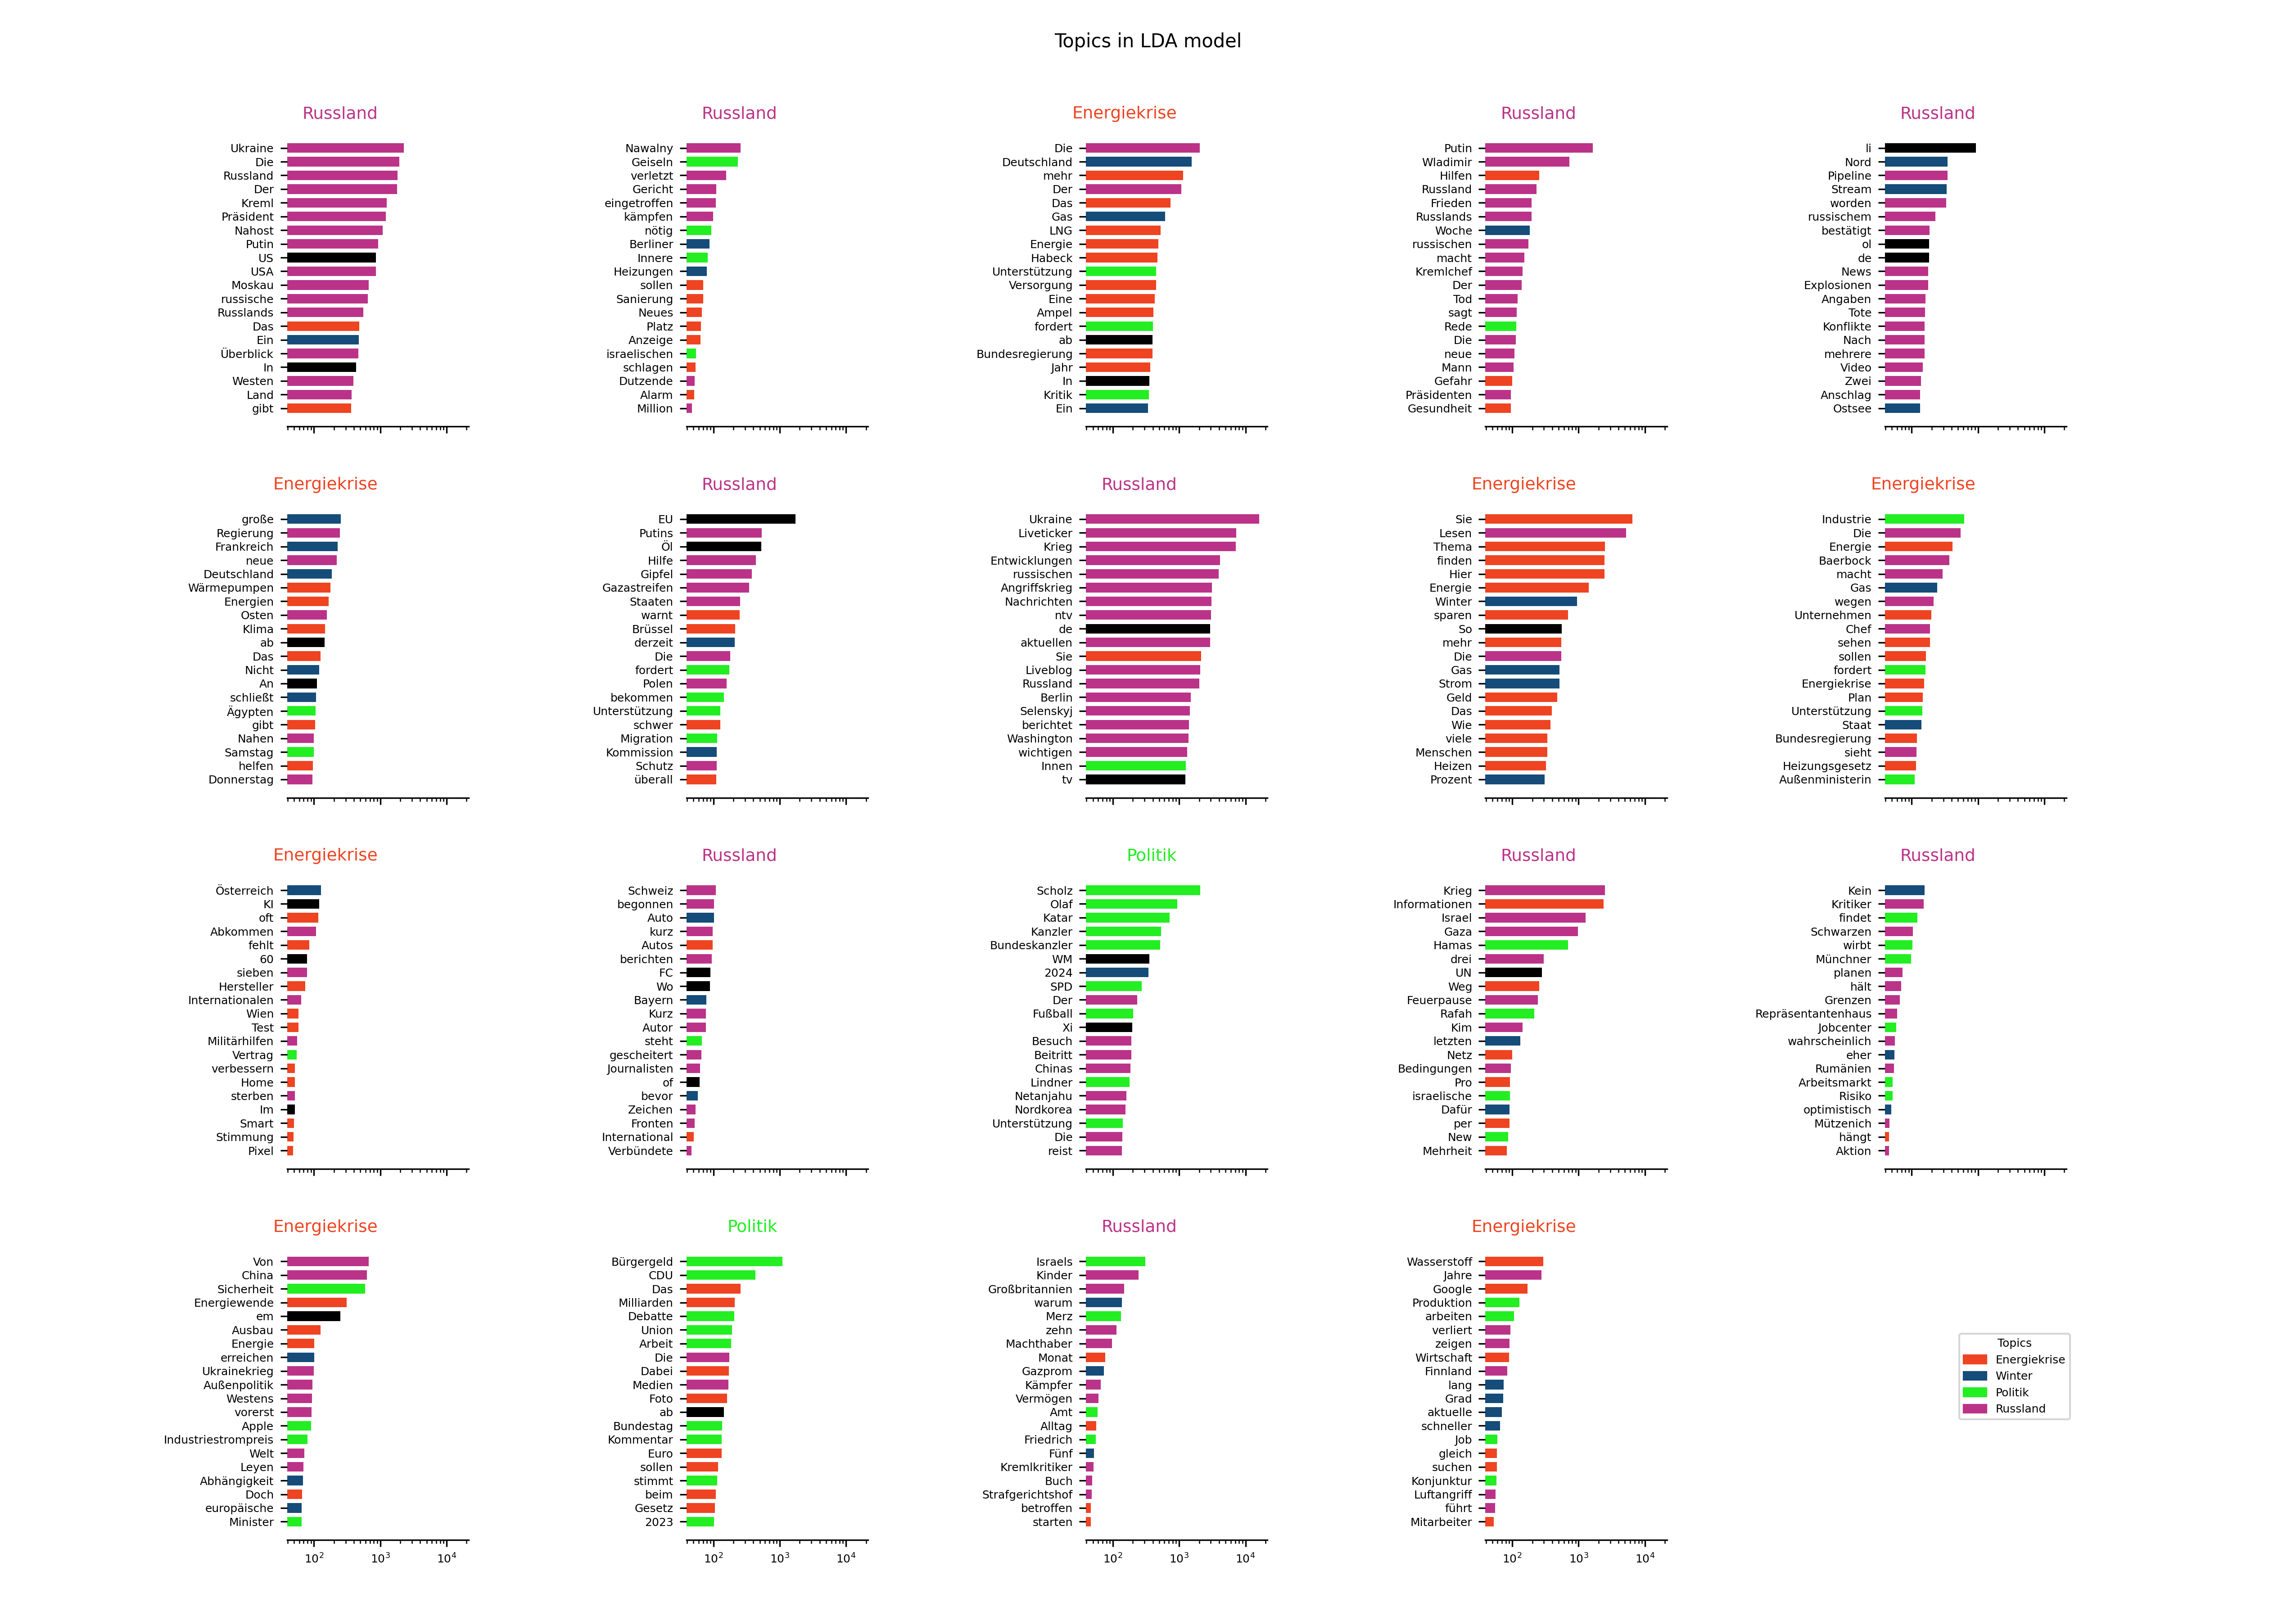 Topics in LDA model
Russland
Ukraine
Die
Russland
Der
Kreml
Präsident
Nahost
Putin
US
USA
Moskau
russische
Russlands
Das
Ein
Überblick
In
Westen
Land
gibt
Russland
Nawalny
Geiseln
verletzt
Gericht
eingetroffen
kämpfen
nötig
Berliner
Innere
Heizungen
sollen
Sanierung
Neues
Platz
Anzeige
israelischen
schlagen
Dutzende
Alarm
Million
Energiekrise
Die
Deutschland
mehr
Der
Das
Gas
LNG
Energie
Habeck
Unterstützung
Versorgung
Eine
Ampel
fordert
ab
Bundesregierung
Jahr
In
Kritik
Ein
Russland
Putin
Wladimir
Hilfen
Russland
Frieden
Russlands
Woche
russischen
macht
Kremlchef
Der
Tod
sagt
Rede
Die
neue
Mann
Gefahr
Präsidenten
Gesundheit
Russland
li
Nord
Pipeline
Stream
worden
russischem
bestätigt
ol
de
News
Explosionen
Angaben
Tote
Konflikte
Nach
mehrere
Video
Zwei
Anschlag
Ostsee
Energiekrise
große
Regierung
Frankreich
neue
Deutschland
Wärmepumpen
Energien
Osten
Klima
ab
Das
Nicht
An
schließt
Ägypten
gibt
Nahen
Samstag
helfen
Donnerstag
Russland
EU
Putins
Öl
Hilfe
Gipfel
Gazastreifen
Staaten
warnt
Brüssel
derzeit
Die
fordert
Polen
bekommen
Unterstützung
schwer
Migration
Kommission
Schutz
überall
Russland
Ukraine
Liveticker
Krieg
Entwicklungen
russischen
Angriffskrieg
Nachrichten
ntv
de
aktuellen
Sie
Liveblog
Russland
Berlin
Selenskyj
berichtet
Washington
wichtigen
Innen
tv
Energiekrise
Sie
Lesen
Thema
finden
Hier
Energie
Winter
sparen
So
mehr
Die
Gas
Strom
Geld
Das
Wie
viele
Menschen
Heizen
Prozent
Energiekrise
Industrie
Die
Energie
Baerbock
macht
Gas
wegen
Unternehmen
Chef
sehen
sollen
fordert
Energiekrise
Plan
Unterstützung
Staat
Bundesregierung
sieht
Heizungsgesetz
Außenministerin
Energiekrise
Österreich
KI
oft
Abkommen
fehlt
60
sieben
Hersteller
Internationalen
Wien
Test
Militärhilfen
Vertrag
verbessern
Home
sterben
Im
Smart
Stimmung
Pixel
Russland
Schweiz
begonnen
Auto
kurz
Autos
berichten
FC
Wo
Bayern
Kurz
Autor
steht
gescheitert
Journalisten
of
bevor
Zeichen
Fronten
International
Verbündete
Politik
Scholz
Olaf
Katar
Kanzler
Bundeskanzler
WM
2024
SPD
Der
Fußball
Xi
Besuch
Beitritt
Chinas
Lindner
Netanjahu
Nordkorea
Unterstützung
Die
reist
Russland
Krieg
Informationen
Israel
Gaza
Hamas
drei
UN
Weg
Feuerpause
Rafah
Kim
letzten
Netz
Bedingungen
Pro
israelische
Dafür
per
New
Mehrheit
Russland
Kein
Kritiker
findet
Schwarzen
wirbt
Münchner
planen
hält
Grenzen
Repräsentantenhaus
Jobcenter
wahrscheinlich
eher
Rumänien
Arbeitsmarkt
Risiko
optimistisch
Mützenich
hängt
Aktion
Energiekrise
Von
China
Sicherheit
Energiewende
em
Ausbau
Energie
erreichen
Ukrainekrieg
Außenpolitik
Westens
vorerst
Apple
Industriestrompreis
Welt
Leyen
Abhängigkeit
Doch
europäische
Minister
10² 10³ 10⁴
Politik
Bürgergeld
CDU
Das
Milliarden
Debatte
Union
Arbeit
Die
Dabei
Medien
Foto
ab
Bundestag
Kommentar
Euro
sollen
stimmt
beim
Gesetz
2023
10² 10³ 10⁴
Russland
Israels
Kinder
Großbritannien
warum
Merz
zehn
Machthaber
Monat
Gazprom
Kämpfer
Vermögen
Amt
Alltag
Friedrich
Fünf
Kremlkritiker
Buch
Strafgerichtshof
betroffen
starten
10² 10³ 10⁴
Energiekrise
Wasserstoff
Jahre
Google
Produktion
arbeiten
verliert
zeigen
Wirtschaft
Finnland
lang
Grad
aktuelle
schneller
Job
gleich
suchen
Konjunktur
Luftangriff
führt
Mitarbeiter
10² 10³ 10⁴
Topics
Energiekrise
Winter
Politik
Russland